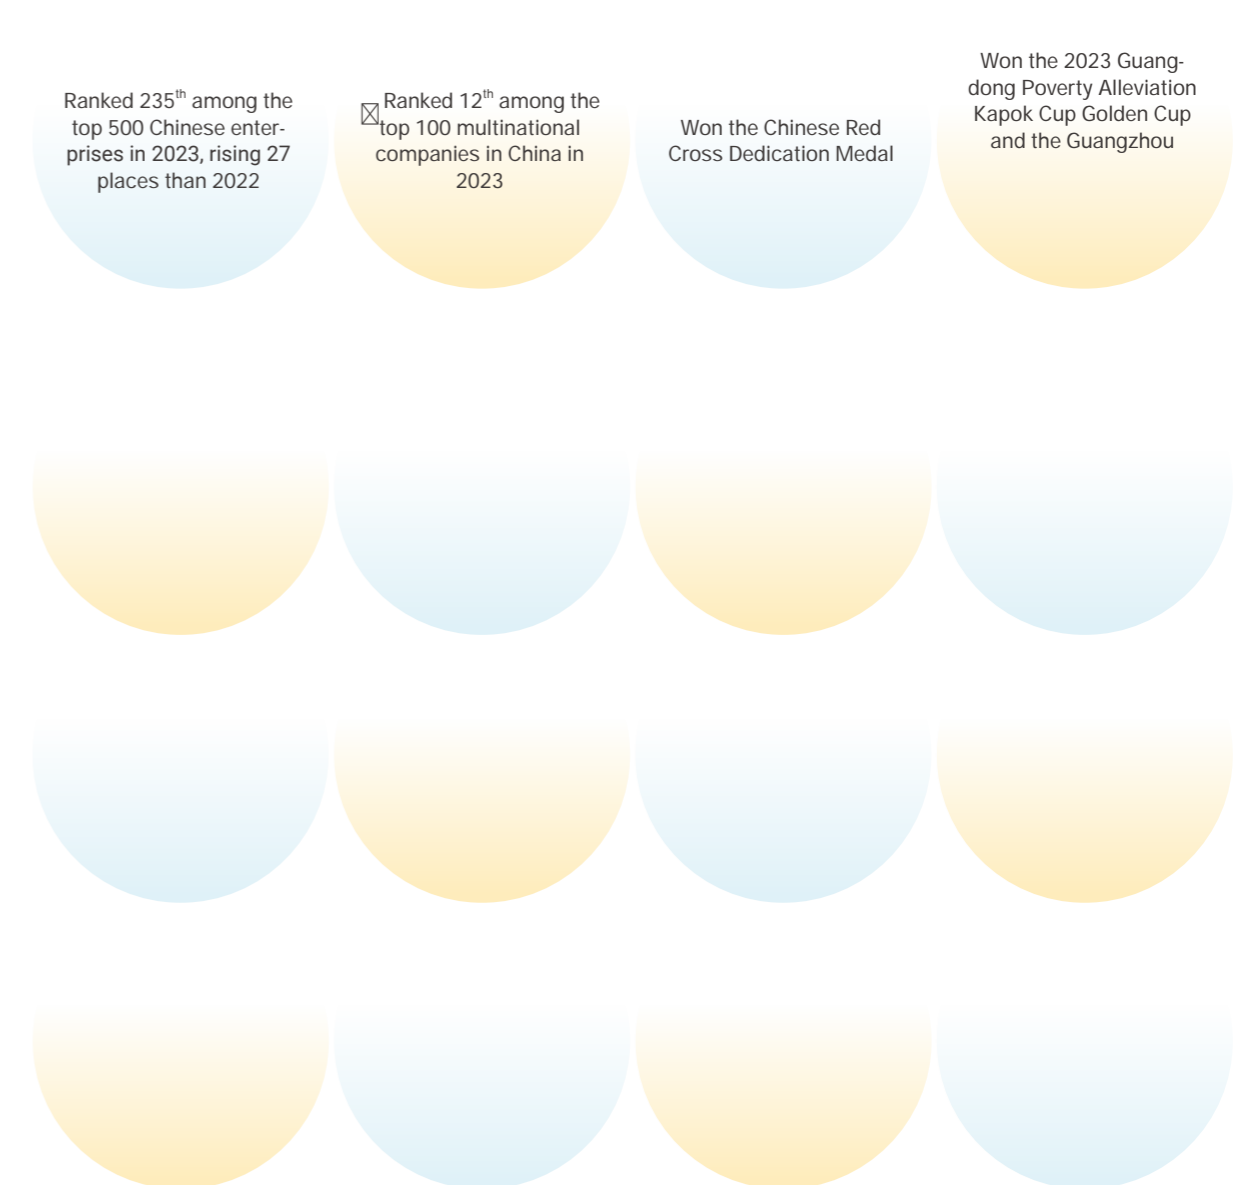 Ranked 235th among the
top 500 Chinese enter-
prises in 2023, rising 27
places than 2022
Ranked 12th among the
top 100 multinational
companies in China in
2023
Won the Chinese Red
Cross Dedication Medal
Won the 2023 Guang-
dong Poverty Alleviation
Kapok Cup Golden Cup
and the Guangzhou